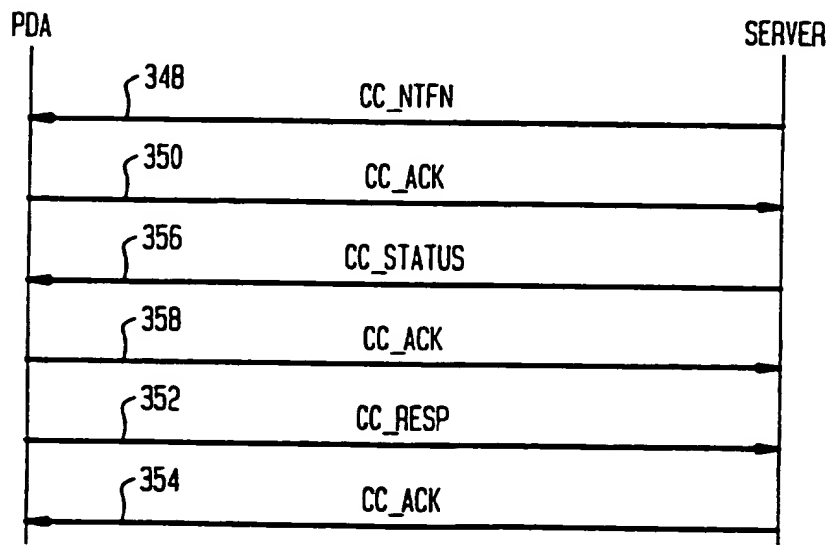 PDA
SERVER
348
CC_NTFN
350
CC_ACK
356
CC_STATUS
358
CC_ACK
352
CC_RESP
354
CC_ACK